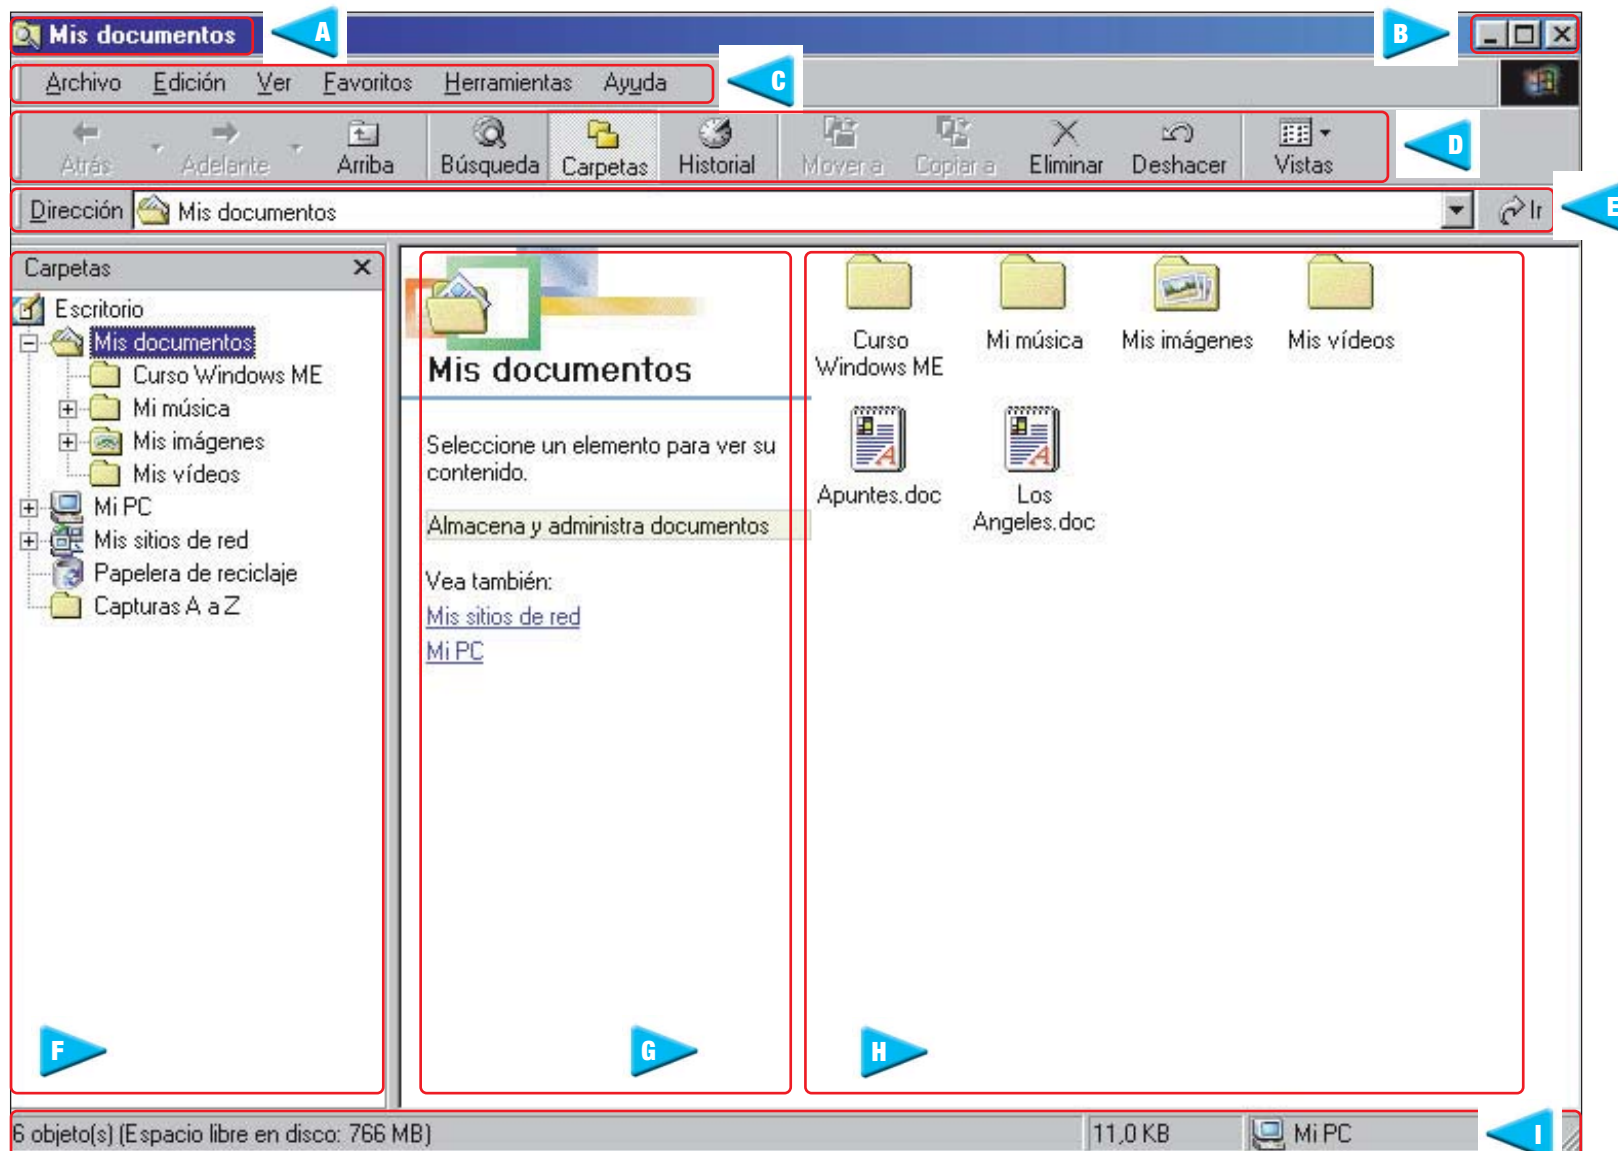 Mis documentos
A
B
Archivo Edición Ver Favoritos Herramientas Ayuda
C
Atrás Adelante Arriba Búsqueda Carpetas Historial Mover a Copiar a Eliminar Deshacer Vistas
D
Dirección Mis documentos Ir
E
Carpetas
Escritorio
Mis documentos
Curso Windows ME
Mi música
Mis imágenes
Mis vídeos
Mi PC
Mis sitios de red
Papelera de reciclaje
Capturas A a Z
F
Mis documentos
Seleccione un elemento para ver su
contenido.
Almacena y administra documentos
Vea también:
Mis sitios de red
Mi PC
G
Curso
Windows ME
Mi música
Mis imágenes
Mis vídeos
Apuntes.doc
Los
Angeles.doc
H
6 objeto(s) (Espacio libre en disco: 766 MB) 11,0 KB Mi PC
I